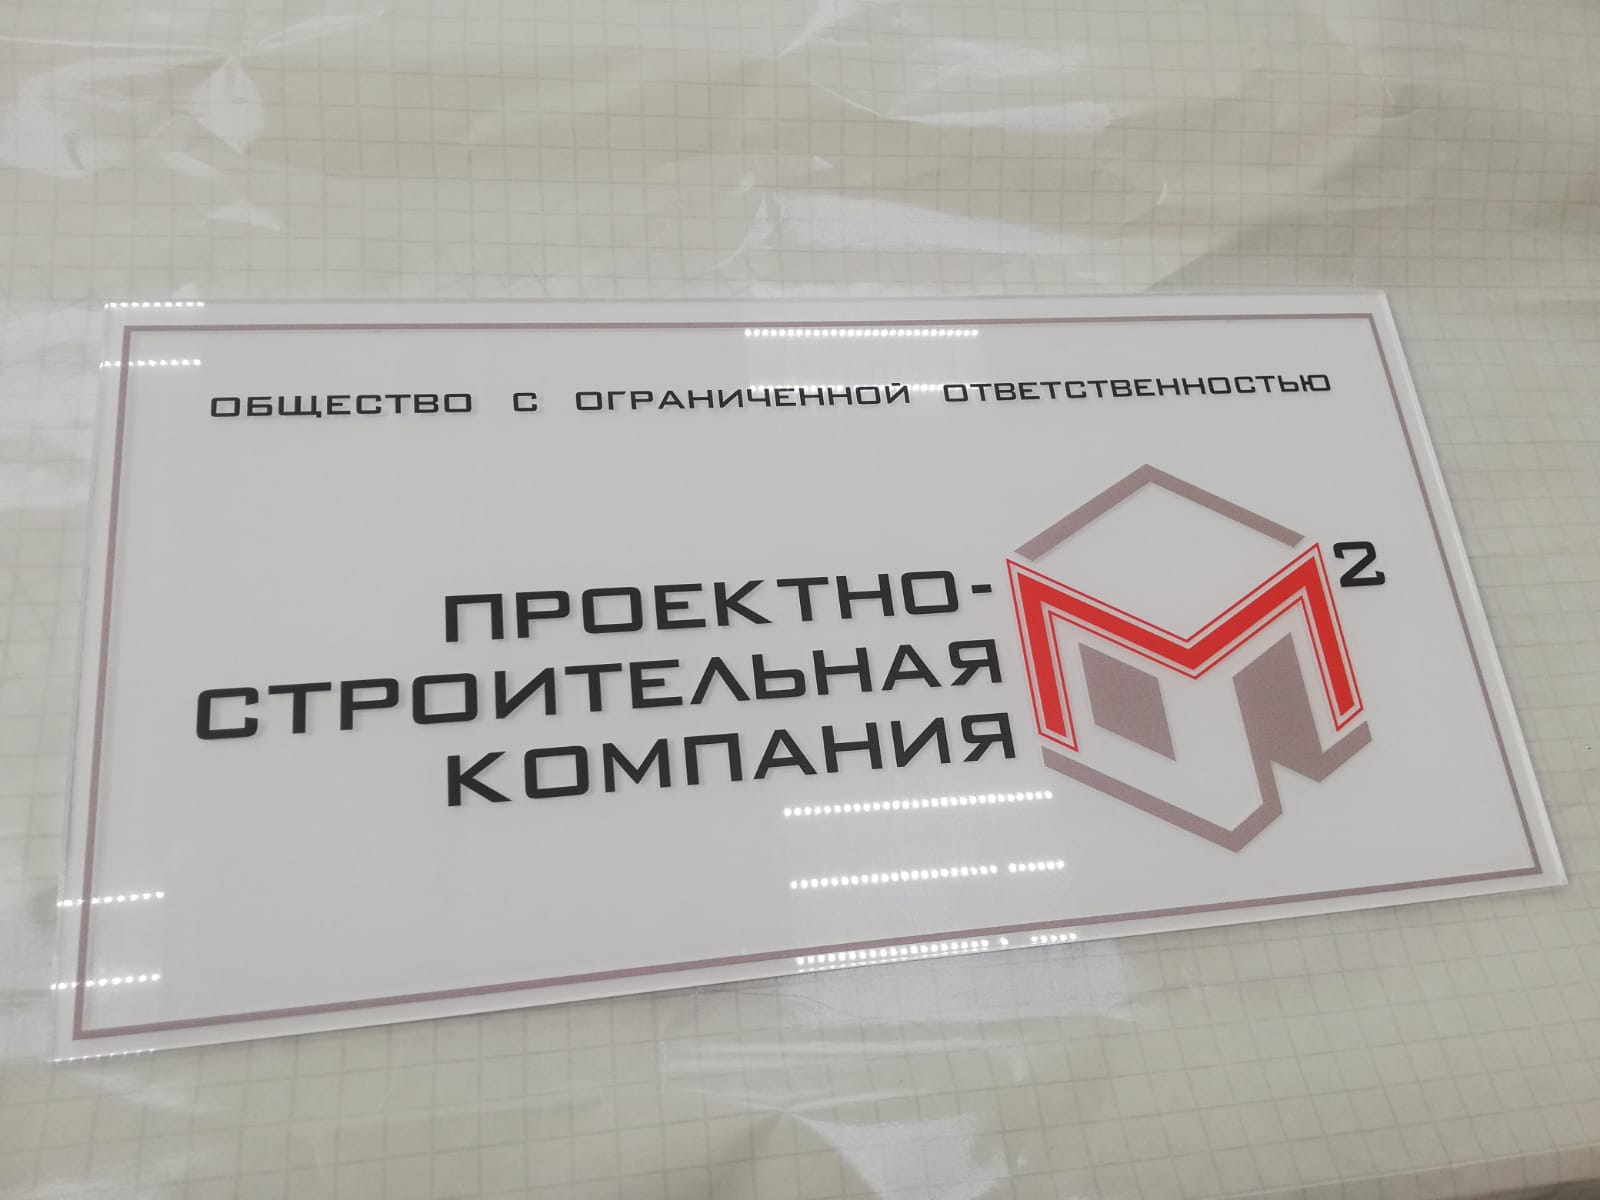 ОБЩЕСТВО С ОГРАНИЧЕННОЙ ОТВЕТСТВЕННОСТЬЮ
ПРОЕКТНО-
СТРОИТЕЛЬНАЯ
КОМПАНИЯ
М²